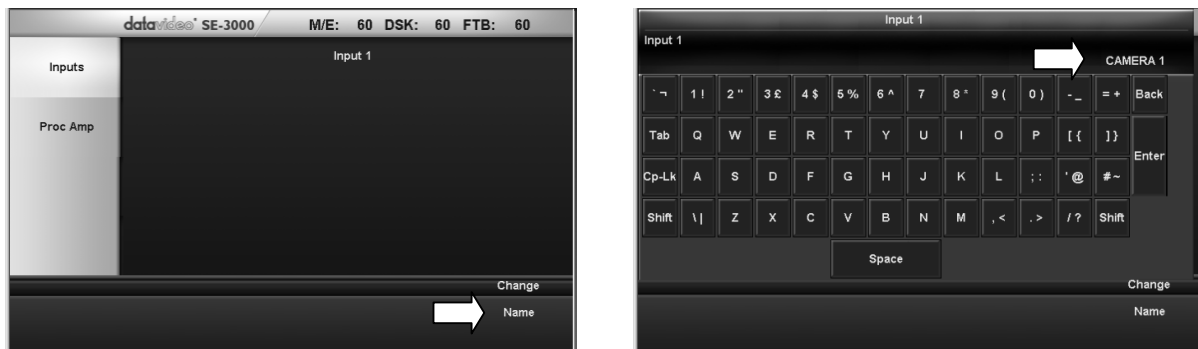 datavideo SE-3000 M/E: 60 DSK: 60 FTB: 60
Inputs
Proc Amp
Input 1
Change
Name
Input 1
Input 1
CAMERA 1
` ¬ 1 ! 2 " 3 £ 4 $ 5 % 6 ^ 7 8 * 9 ( 0 ) - _ = + Back
Tab Q W E R T Y U I O P [ { ] } Enter
Cp-Lk A S D F G H J K L ; : ' @ # ~
Shift \ | Z X C V B N M , < . > / ? Shift
Space
Change
Name